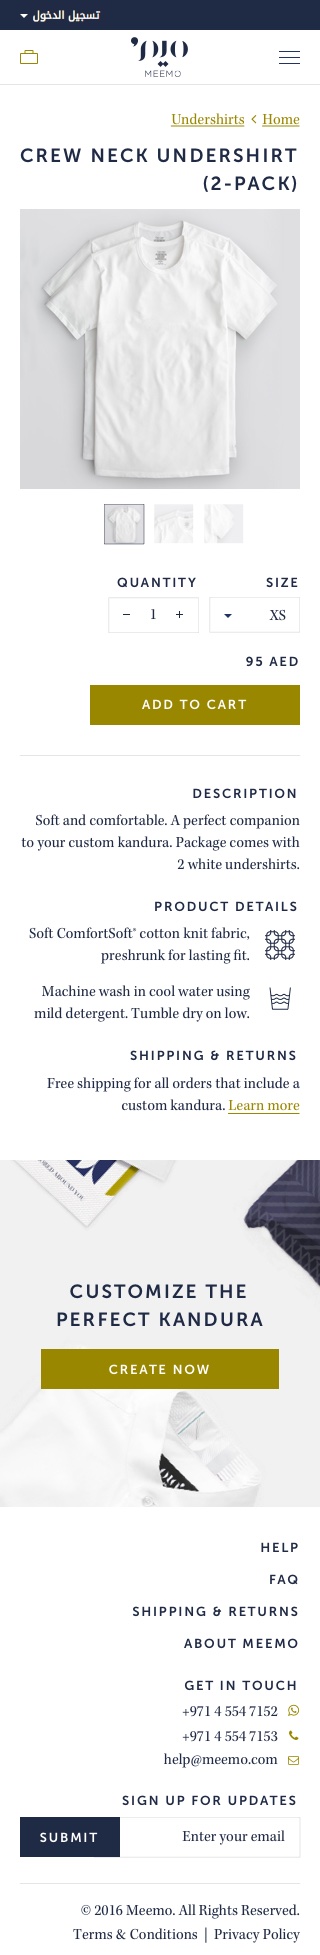 تسجيل الدخول
ميمو
MEEMO
Home
Undershirts
CREW NECK UNDERSHIRT
(2-PACK)
SIZE
QUANTITY
XS
− 1 +
95 AED
ADD TO CART
DESCRIPTION
Soft and comfortable. A perfect companion
to your custom kandura. Package comes with
2 white undershirts.
PRODUCT DETAILS
Soft ComfortSoft® cotton knit fabric,
preshrunk for lasting fit.
Machine wash in cool water using
mild detergent. Tumble dry on low.
SHIPPING & RETURNS
Free shipping for all orders that include a
custom kandura. Learn more
AROUND YOU
CUSTOMIZE THE
PERFECT KANDURA
CREATE NOW
HELP
FAQ
SHIPPING & RETURNS
ABOUT MEEMO
GET IN TOUCH
+971 4 554 7152
+971 4 554 7153
help@meemo.com
SIGN UP FOR UPDATES
Enter your email
SUBMIT
© 2016 Meemo. All Rights Reserved.
Terms & Conditions | Privacy Policy